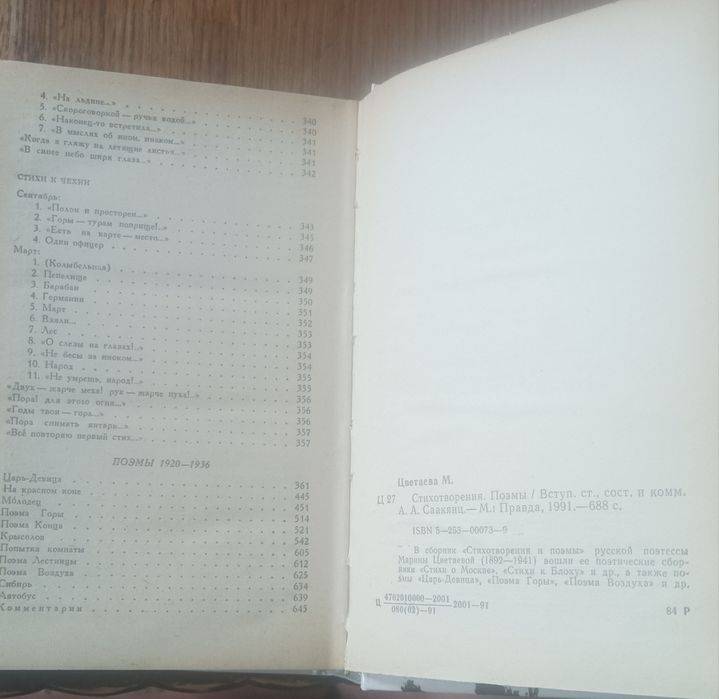 4. «На льдине...» 340
5. «Скороговоркой — ручья водой...» 340
6. «Наконец-то встретила...» 341
7. «В мыслях об ином, инаком...» 341
«Когда я гляжу на летящие листья...» 341
«В синее небо ширя глаза...» 342
СТИХИ К ЧЕХИИ
Сентябрь:
1. «Полон и просторен...» 343
2. «Горы — турам поприще!..» 345
3. «Есть на карте — место...» 346
4. Один офицер 347
Март:
1. (Колыбельная) 349
2. Пепелище 349
3. Барабан 350
4. Германии 351
5. Март 352
6. Взяли... 353
7. Лес 353
8. «О слезы на глазах!..» 354
9. «Не бесы за иноком...» 354
10. Народ 355
11. «Не умрешь, народ!..» 355
«Двух — жарче меха! рук — жарче пуха!..» 356
«Пора! для этого огня...» 356
«Годы твои — гора...» 356
«Пора снимать янтарь...» 357
«Всё повторяю первый стих...» 357
ПОЭМЫ 1920—1936
Царь-Девица 361
На красном коне 445
Молодец 451
Поэма Горы 514
Поэма Конца 521
Крысолов 542
Попытка комнаты 605
Поэма Лестницы 612
Поэма Воздуха 625
Сибирь 634
Автобус 639
Комментарии 645
Цветаева М.
Ц 27 Стихотворения. Поэмы / Вступ. ст., сост. и комм.
А. А. Саакянц.— М.: Правда, 1991.—688 с.
ISBN 5—253—00073—9
В сборник «Стихотворения и поэмы» русской поэтессы
Марины Цветаевой (1892—1941) вошли ее поэтические сбор-
ники «Стихи о Москве», «Стихи к Блоку» и др., а также по-
эмы «Царь-Девица», «Поэма Горы», «Поэма Воздуха» и др.
4702010000—2001
Ц 2001—91
080(02)—91
84 Р